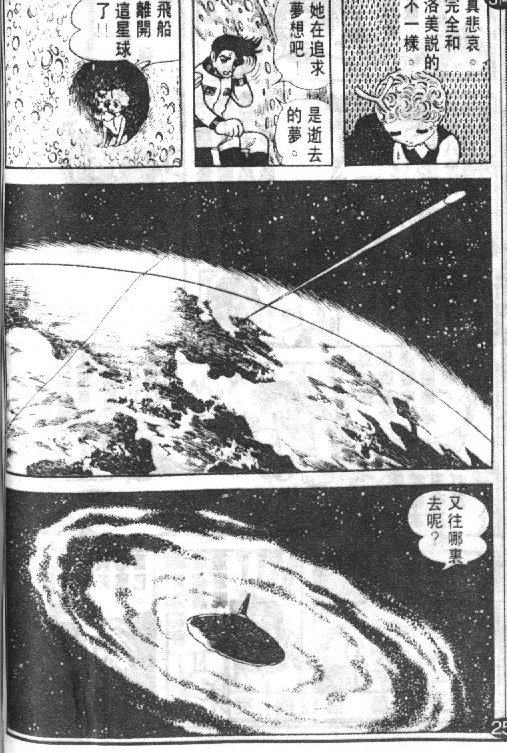 真悲哀。
完全和
洛美說的
不一樣。
她在追求
夢想吧
是逝去
的夢。
飛船
離開
這星球
了!!
又往哪裏
去呢?
25